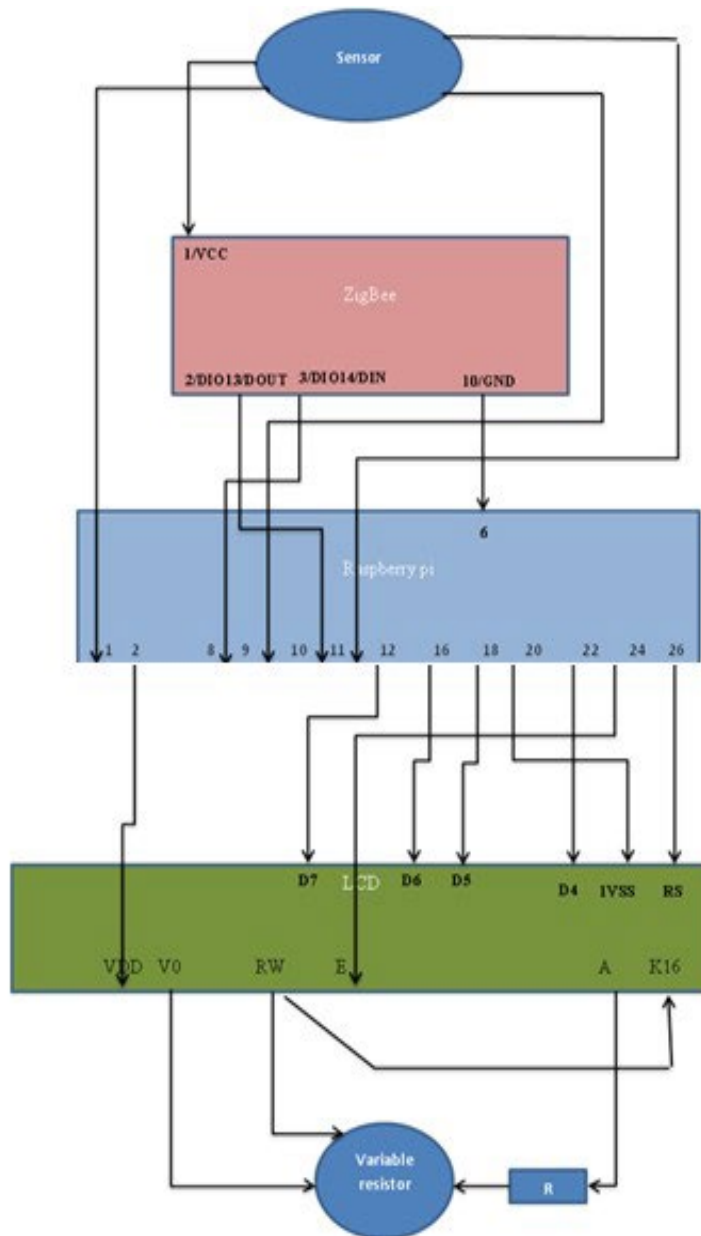 Sensor
1/VCC
ZigBee
2/DIO13/DOUT 3/DIO14/DIN 10/GND
6
Raspberry pi
1 2 8 9 10 11 12 16 18 20 22 24 26
D7 LCD D6 D5 D4 1VSS RS
VDD V0 RW E A K16
Variable
resistor
R